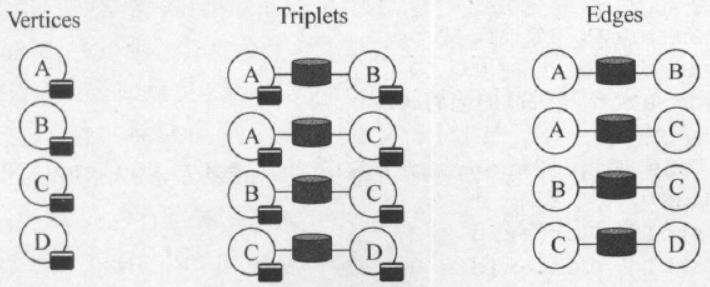 Vertices Triplets Edges
A A B A B
B A C A C
C B C B C
D C D C D